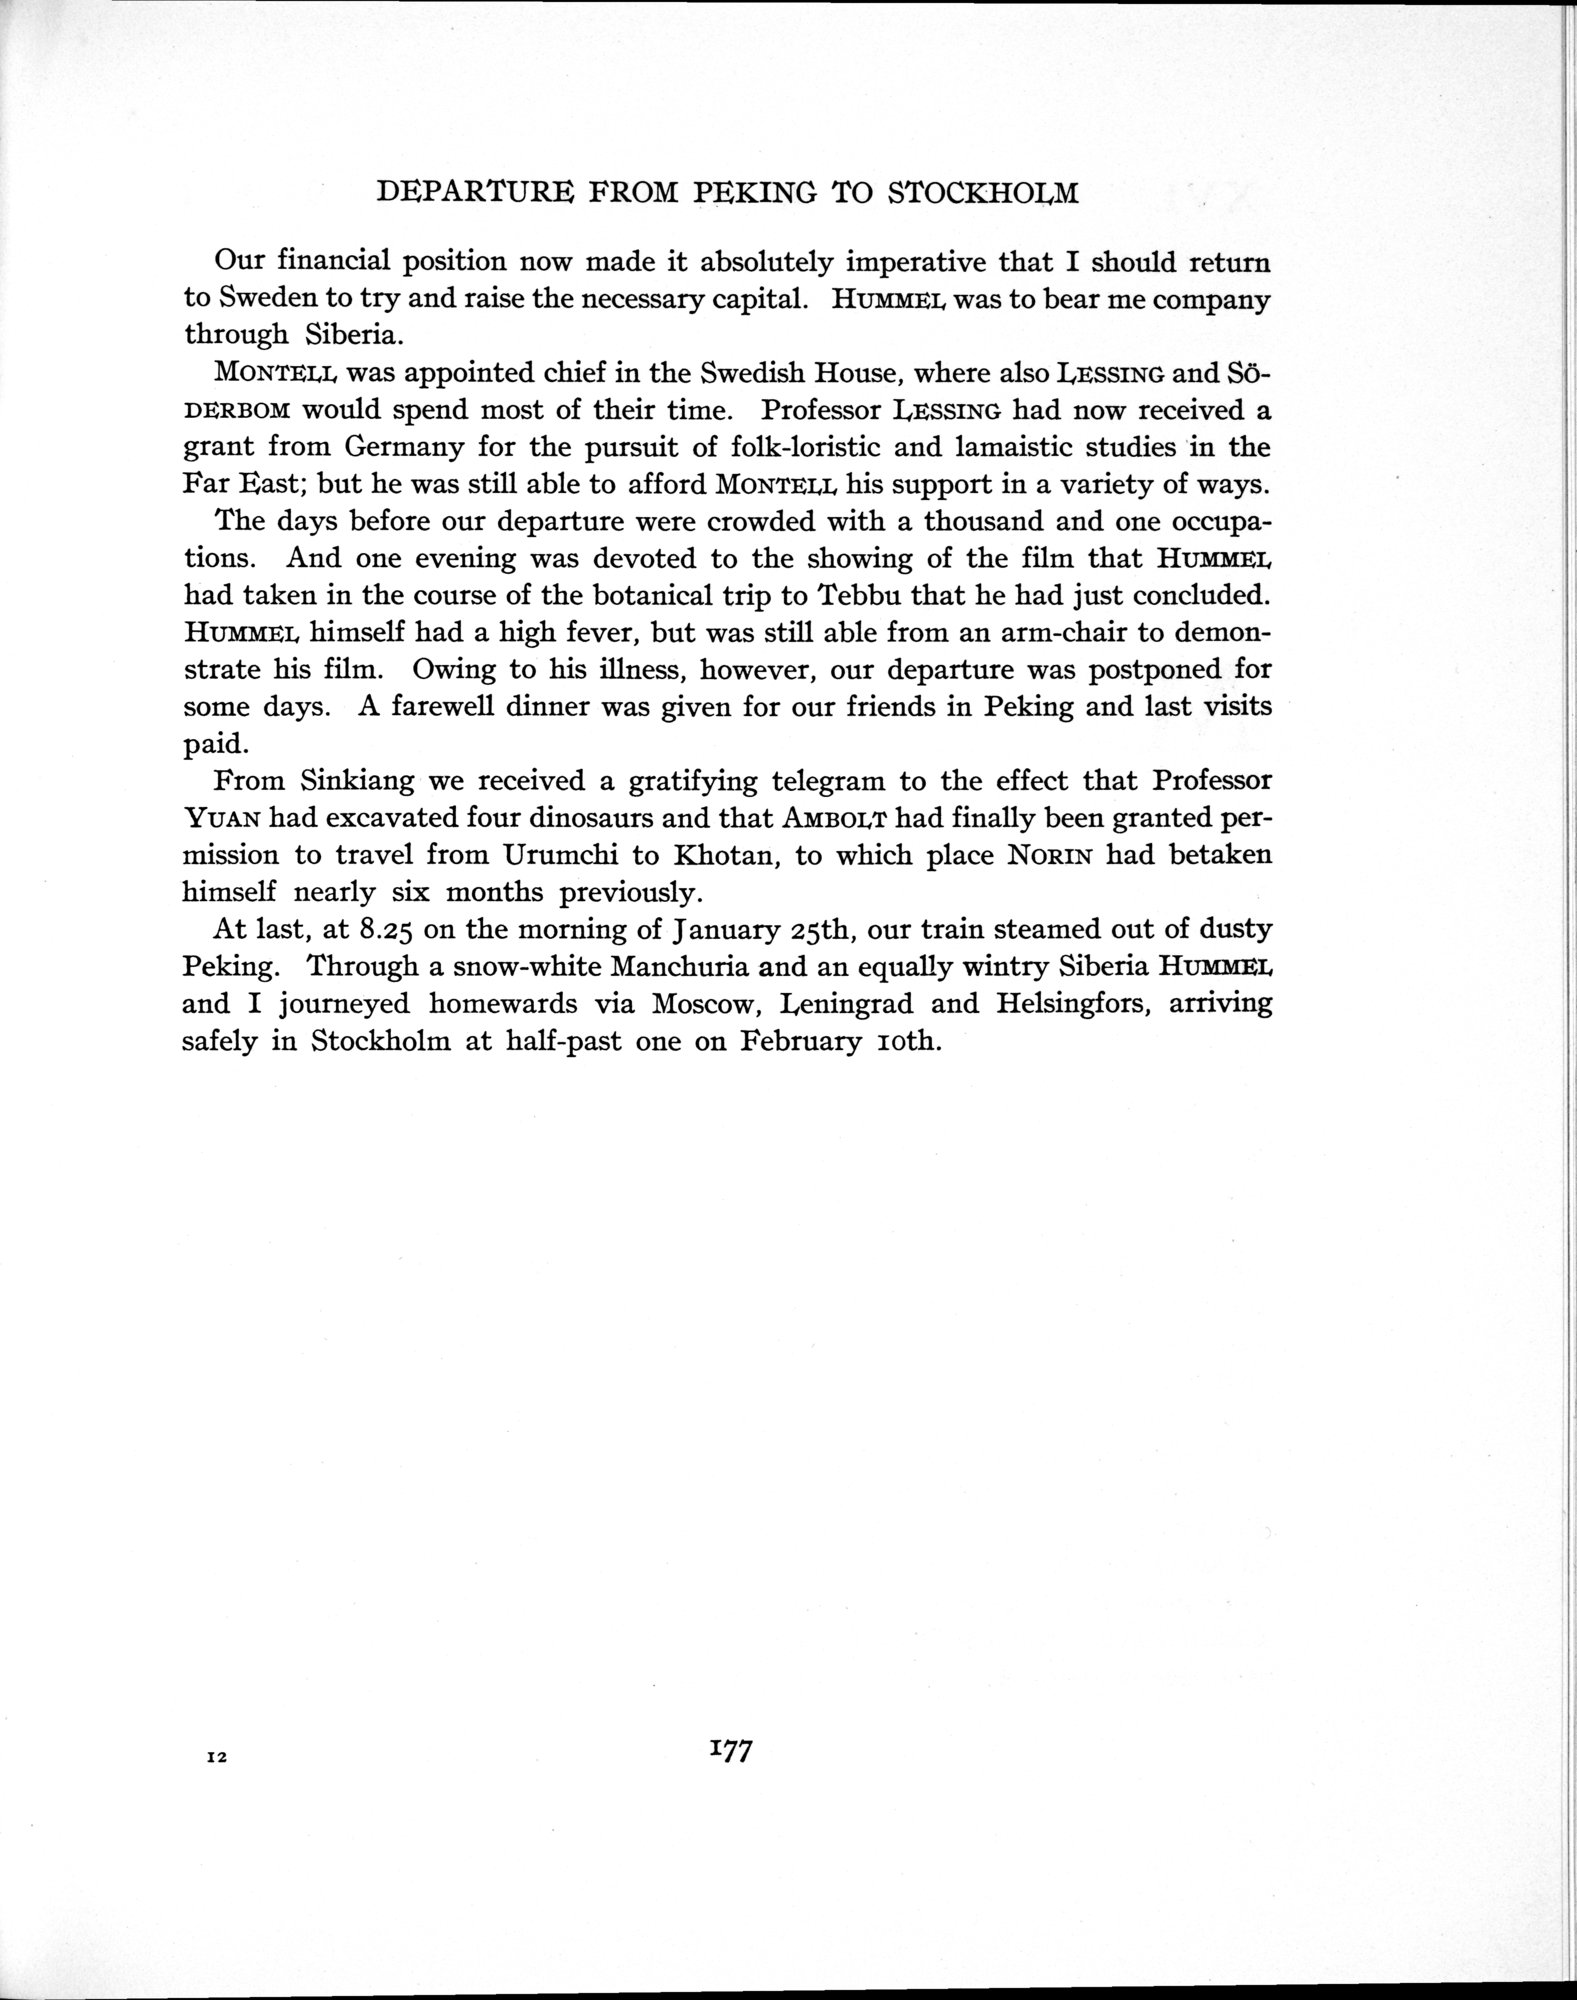 DEPARTURE FROM PEKING TO STOCKHOLM
Our financial position now made it absolutely imperative that I should return
to Sweden to try and raise the necessary capital. HUMMEL was to bear me company
through Siberia.
MONTELL was appointed chief in the Swedish House, where also LESSING and SÖ-
DERBOM would spend most of their time. Professor LESSING had now received a
grant from Germany for the pursuit of folk-loristic and lamaistic studies in the
Far East; but he was still able to afford MONTELL his support in a variety of ways.
The days before our departure were crowded with a thousand and one occupa-
tions. And one evening was devoted to the showing of the film that HUMMEL
had taken in the course of the botanical trip to Tebbu that he had just concluded.
HUMMEL himself had a high fever, but was still able from an arm-chair to demon-
strate his film. Owing to his illness, however, our departure was postponed for
some days. A farewell dinner was given for our friends in Peking and last visits
paid.
From Sinkiang we received a gratifying telegram to the effect that Professor
YUAN had excavated four dinosaurs and that AMBOLT had finally been granted per-
mission to travel from Urumchi to Khotan, to which place NORIN had betaken
himself nearly six months previously.
At last, at 8.25 on the morning of January 25th, our train steamed out of dusty
Peking. Through a snow-white Manchuria and an equally wintry Siberia HUMMEL
and I journeyed homewards via Moscow, Leningrad and Helsingfors, arriving
safely in Stockholm at half-past one on February 10th.
12
177